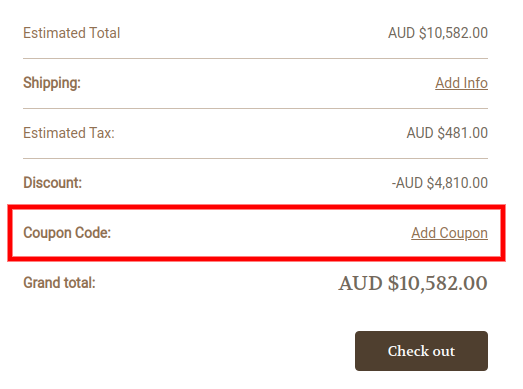 Estimated Total AUD $10,582.00
Shipping: Add Info
Estimated Tax: AUD $481.00
Discount: -AUD $4,810.00
Coupon Code: Add Coupon
Grand total: AUD $10,582.00
Check out